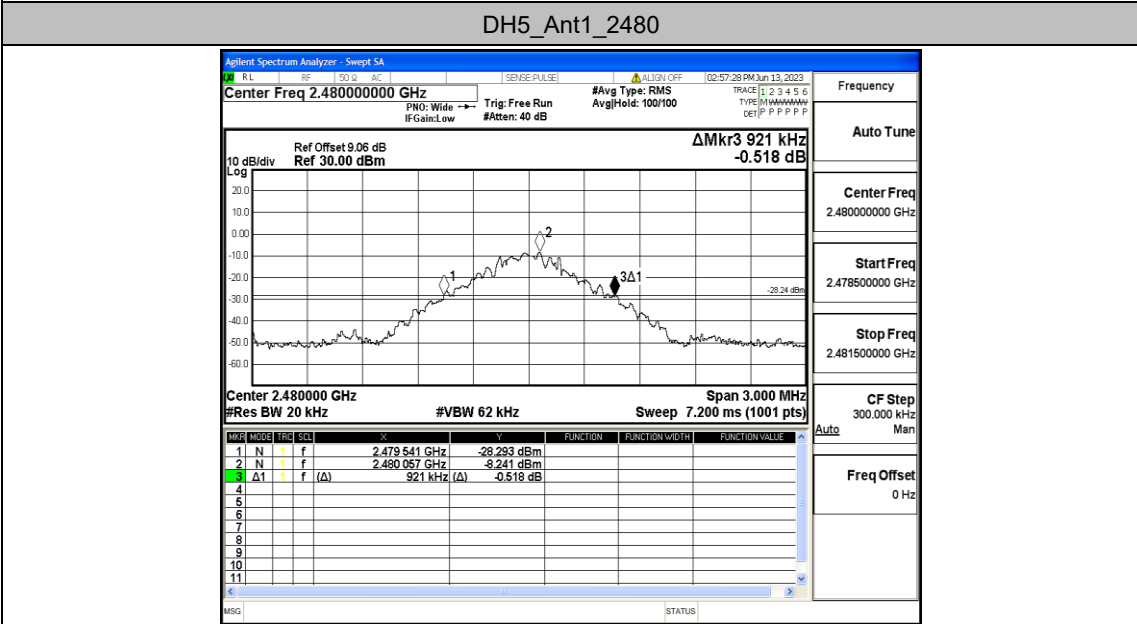 DH5_Ant1_2480
Agilent Spectrum Analyzer - Swept SA
LXI RL RF 50 Ω AC SENSE:PULSE ALIGN OFF 02:57:28 PM Jun 13, 2023
Center Freq 2.480000000 GHz
PNO: Wide
IFGain:Low
Trig: Free Run
#Atten: 40 dB
#Avg Type: RMS
Avg|Hold: 100/100
TRACE 1 2 3 4 5 6
TYPE M
DET P P P P P P
ΔMkr3 921 kHz
-0.518 dB
Ref Offset 9.06 dB
10 dB/div Ref 30.00 dBm
Log
20.0
10.0
0.00
-10.0
-20.0
-30.0
-40.0
-50.0
-60.0
1
2
3Δ1
-28.24 dBm
Center 2.480000 GHz Span 3.000 MHz
#Res BW 20 kHz #VBW 62 kHz Sweep 7.200 ms (1001 pts)
MKR MODE TRC SCL X Y FUNCTION FUNCTION WIDTH FUNCTION VALUE
1 N 1 f 2.479 541 GHz -28.293 dBm
2 N 1 f 2.480 057 GHz -8.241 dBm
3 Δ1 1 f (Δ) 921 kHz (Δ) -0.518 dB
4
5
6
7
8
9
10
11
MSG STATUS
Frequency
Auto Tune
Center Freq
2.480000000 GHz
Start Freq
2.478500000 GHz
Stop Freq
2.481500000 GHz
CF Step
300.000 kHz
Auto Man
Freq Offset
0 Hz